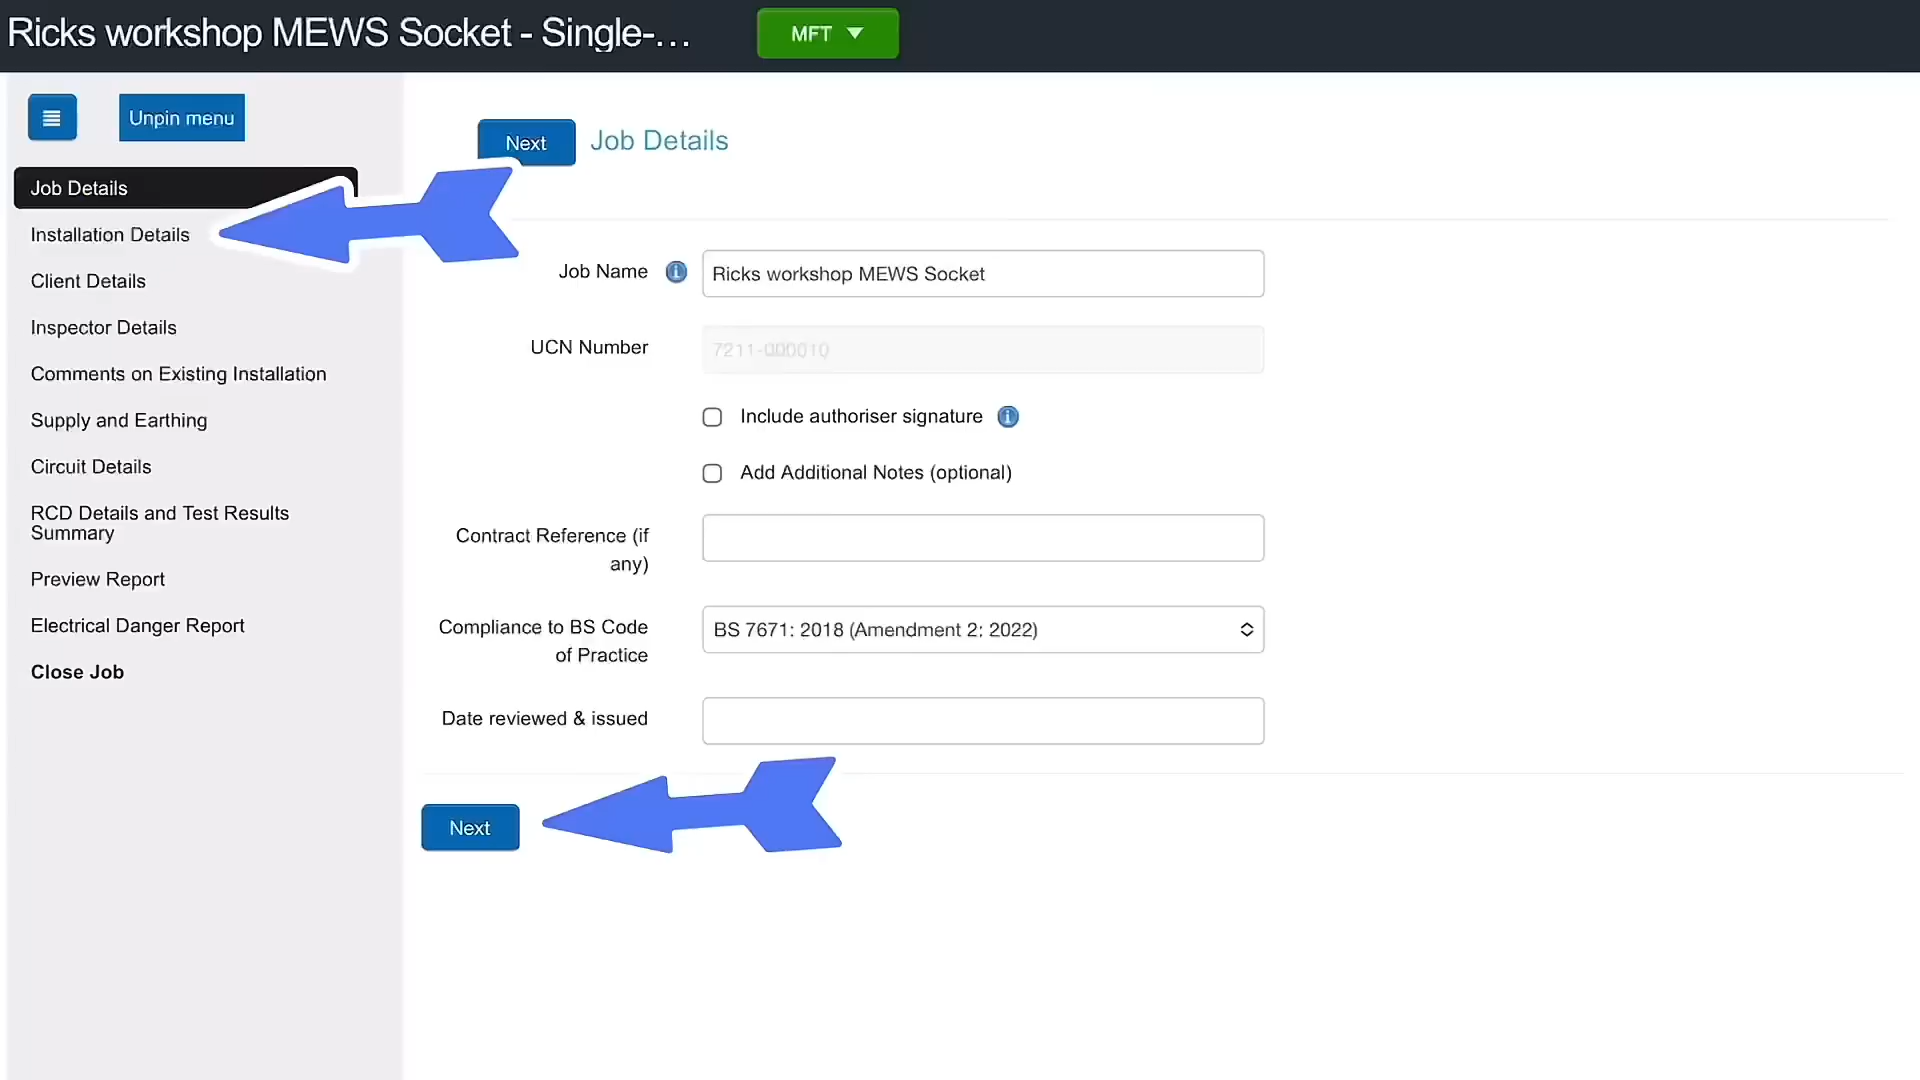 Ricks workshop MEWS Socket - Single-...
MFT
Unpin menu
Job Details
Installation Details
Client Details
Inspector Details
Comments on Existing Installation
Supply and Earthing
Circuit Details
RCD Details and Test Results
Summary
Preview Report
Electrical Danger Report
Close Job
Next
Job Details
Job Name
Ricks workshop MEWS Socket
UCN Number
7211-000010
Include authoriser signature
Add Additional Notes (optional)
Contract Reference (if
any)
Compliance to BS Code
of Practice
BS 7671: 2018 (Amendment 2: 2022)
Date reviewed & issued
Next